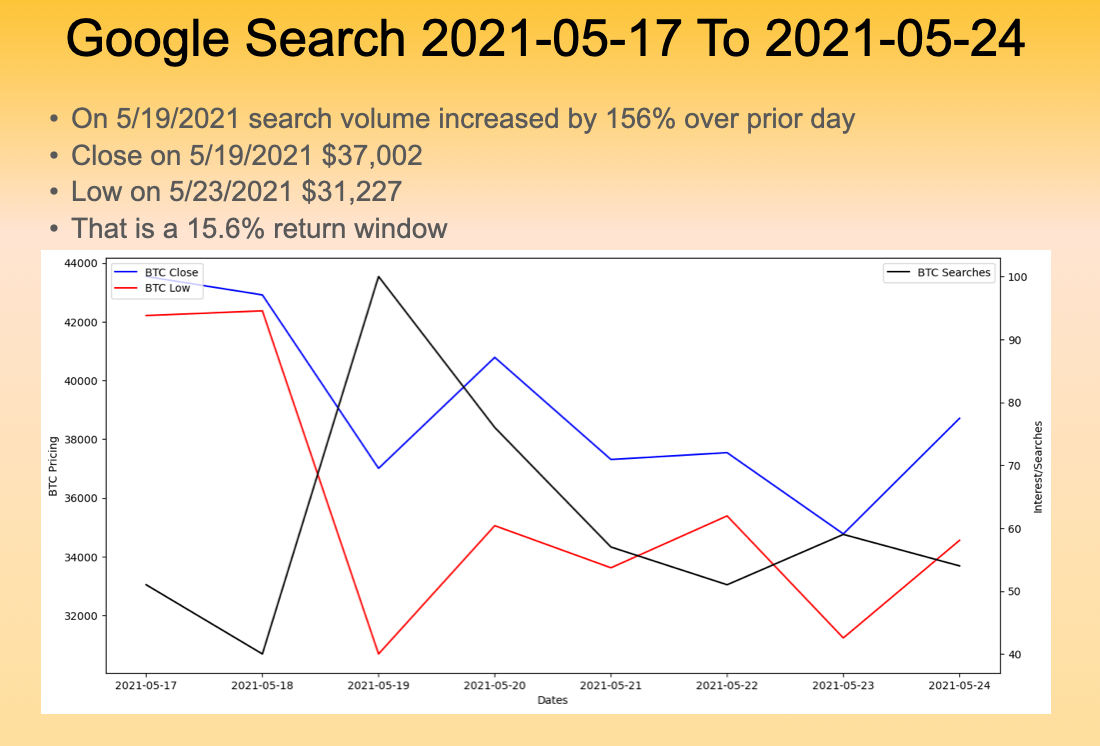 Google Search 2021-05-17 To 2021-05-24
• On 5/19/2021 search volume increased by 156% over prior day
• Close on 5/19/2021 $37,002
• Low on 5/23/2021 $31,227
• That is a 15.6% return window
BTC Close
BTC Low
BTC Searches
44000
42000
40000
38000
36000
34000
32000
BTC Pricing
100
90
80
70
60
50
40
Interest/Searches
2021-05-17 2021-05-18 2021-05-19 2021-05-20 2021-05-21 2021-05-22 2021-05-23 2021-05-24
Dates